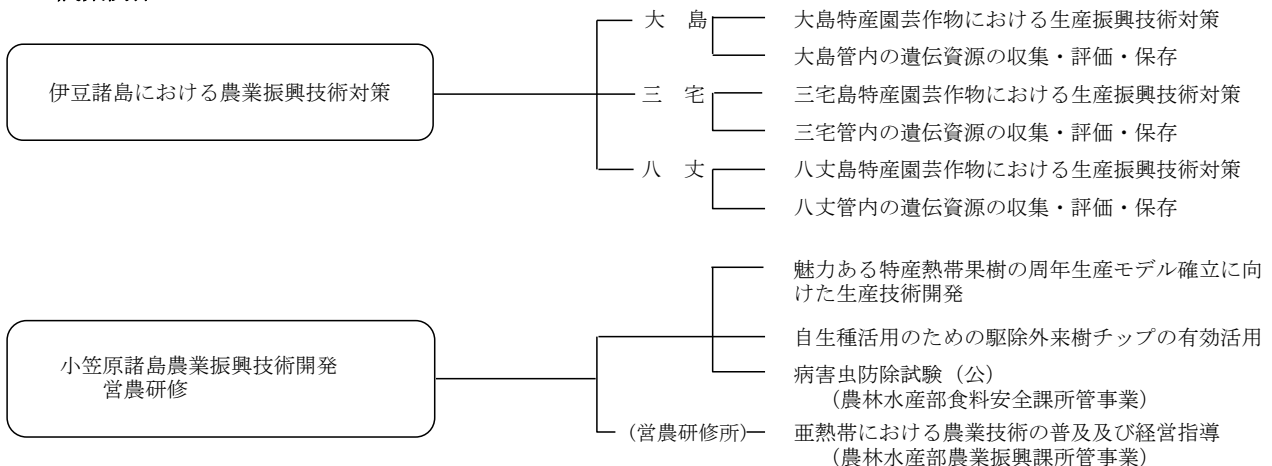 伊豆諸島における農業振興技術対策
大 島
大島特産園芸作物における生産振興技術対策
大島管内の遺伝資源の収集・評価・保存
三 宅
三宅島特産園芸作物における生産振興技術対策
三宅管内の遺伝資源の収集・評価・保存
八 丈
八丈島特産園芸作物における生産振興技術対策
八丈管内の遺伝資源の収集・評価・保存
小笠原諸島農業振興技術開発
営農研修
魅力ある特産熱帯果樹の周年生産モデル確立に向
けた生産技術開発
自生種活用のための駆除外来樹チップの有効活用
病害虫防除試験（公）
（農林水産部食料安全課所管事業）
(営農研修所)
亜熱帯における農業技術の普及及び経営指導
（農林水産部農業振興課所管事業）